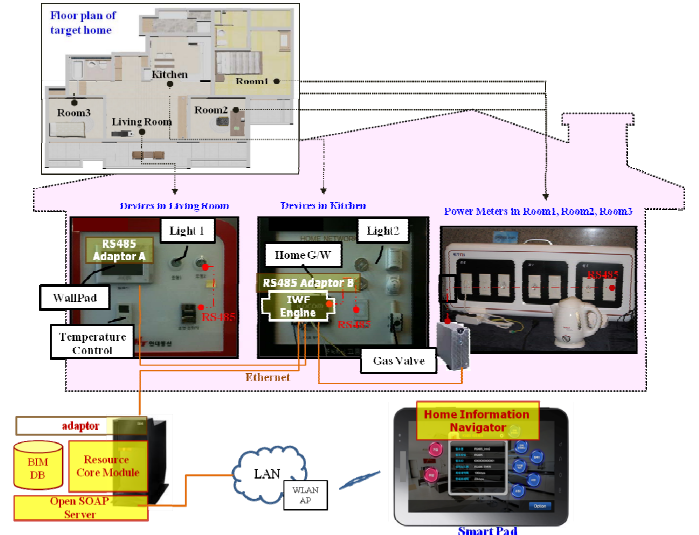 Floor plan of
target home
Kitchen
Room1
Room3
Living Room
Room2
Devices in Living Room
Devices in Kitchen
Power Meters in Room1, Room2, Room3
Light 1
Light2
RS485
Adaptor A
HOME NETWORK
Home G/W
RS485 Adaptor B
IWF
Engine
WallPad
RS485
RS485
RS485
Temperature
Control
Gas Valve
Ethernet
adaptor
BIM
DB
Resource
Core Module
Open SOAP
Server
LAN
WLAN
AP
Home Information
Navigator
Option
Smart Pad